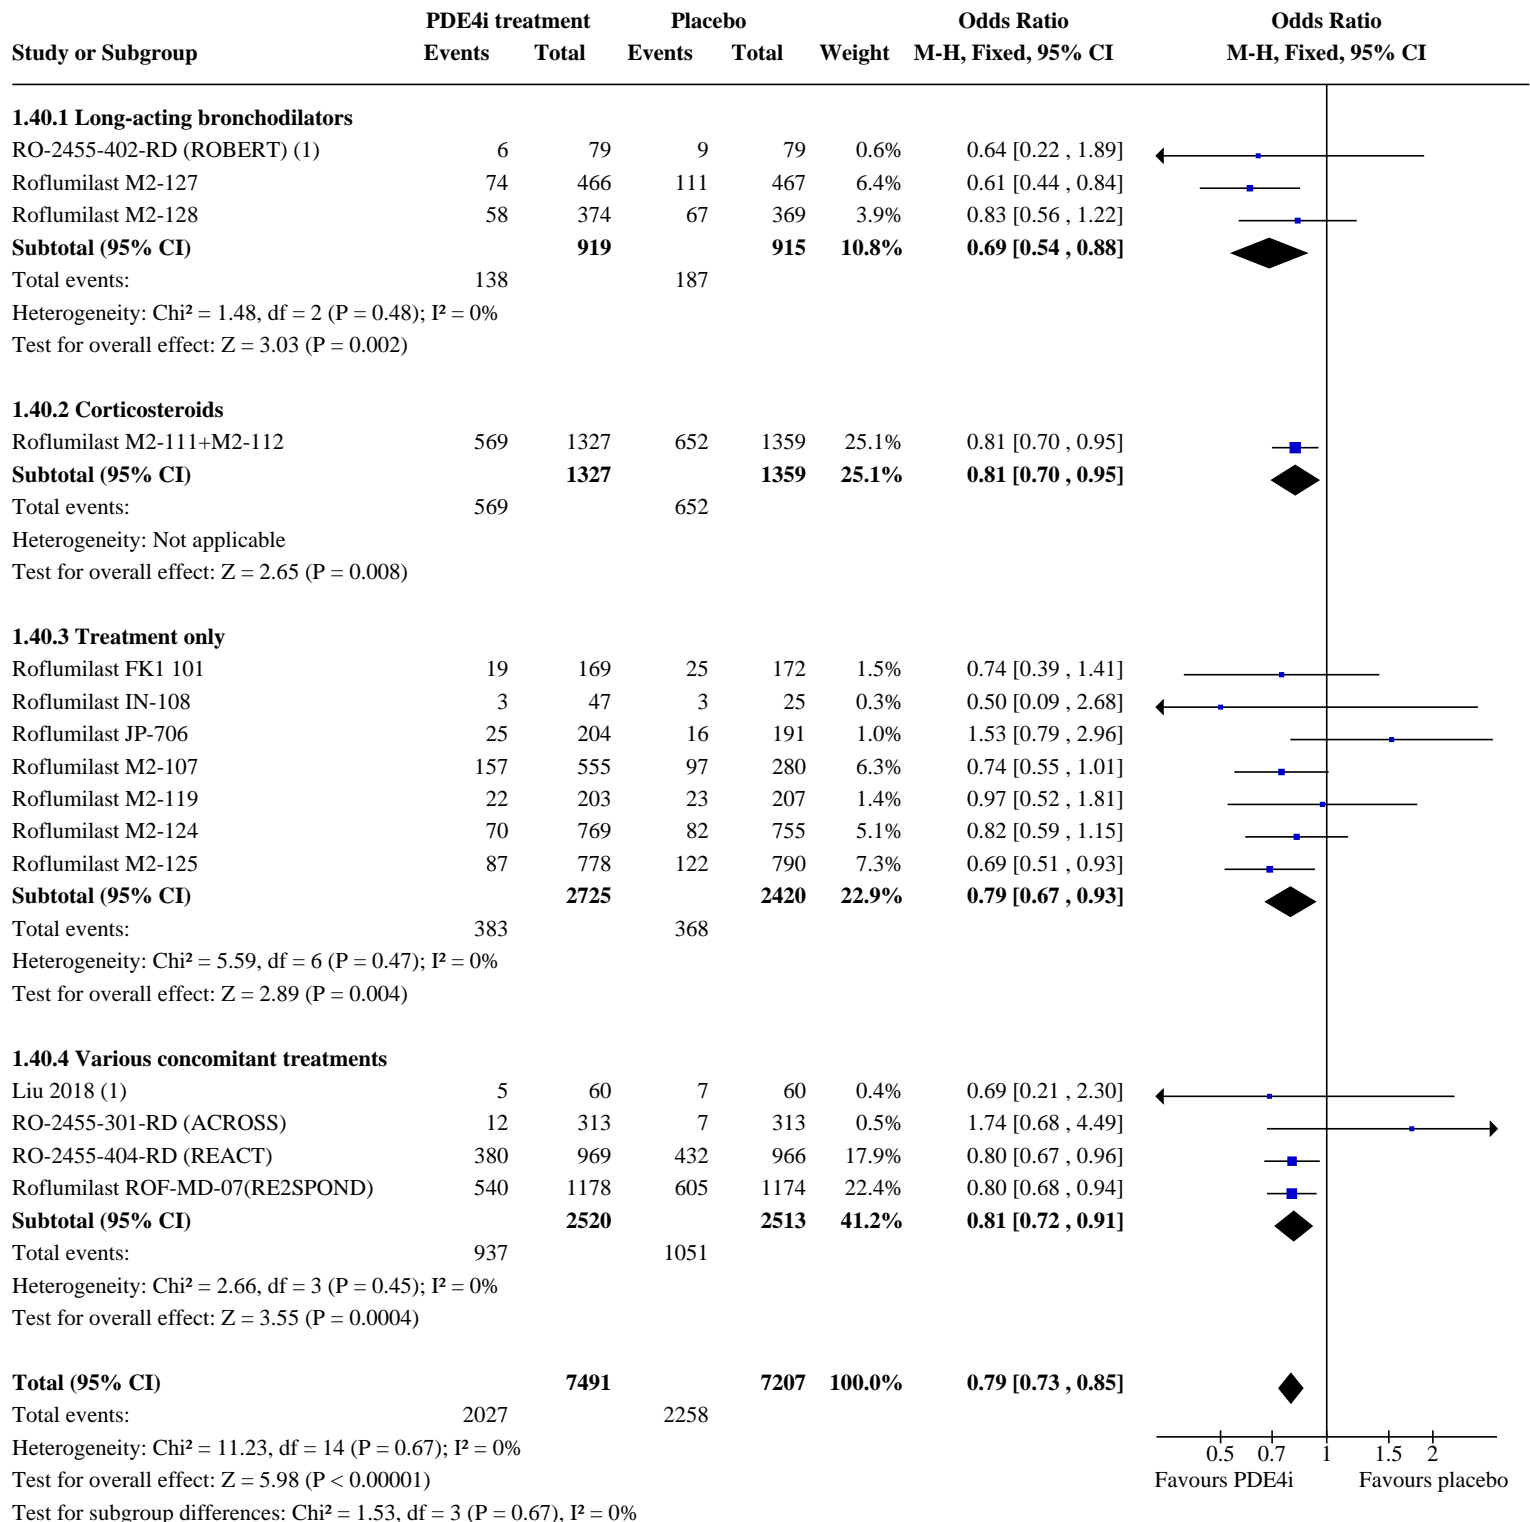 PDE4i treatment Placebo Odds Ratio Odds Ratio
Study or Subgroup Events Total Events Total Weight M-H, Fixed, 95% CI M-H, Fixed, 95% CI
1.40.1 Long-acting bronchodilators
RO-2455-402-RD (ROBERT) (1) 6 79 9 79 0.6% 0.64 [0.22 , 1.89]
Roflumilast M2-127 74 466 111 467 6.4% 0.61 [0.44 , 0.84]
Roflumilast M2-128 58 374 67 369 3.9% 0.83 [0.56 , 1.22]
Subtotal (95% CI) 919 915 10.8% 0.69 [0.54 , 0.88]
Total events: 138 187
Heterogeneity: Chi² = 1.48, df = 2 (P = 0.48); I² = 0%
Test for overall effect: Z = 3.03 (P = 0.002)
1.40.2 Corticosteroids
Roflumilast M2-111+M2-112 569 1327 652 1359 25.1% 0.81 [0.70 , 0.95]
Subtotal (95% CI) 1327 1359 25.1% 0.81 [0.70 , 0.95]
Total events: 569 652
Heterogeneity: Not applicable
Test for overall effect: Z = 2.65 (P = 0.008)
1.40.3 Treatment only
Roflumilast FK1 101 19 169 25 172 1.5% 0.74 [0.39 , 1.41]
Roflumilast IN-108 3 47 3 25 0.3% 0.50 [0.09 , 2.68]
Roflumilast JP-706 25 204 16 191 1.0% 1.53 [0.79 , 2.96]
Roflumilast M2-107 157 555 97 280 6.3% 0.74 [0.55 , 1.01]
Roflumilast M2-119 22 203 23 207 1.4% 0.97 [0.52 , 1.81]
Roflumilast M2-124 70 769 82 755 5.1% 0.82 [0.59 , 1.15]
Roflumilast M2-125 87 778 122 790 7.3% 0.69 [0.51 , 0.93]
Subtotal (95% CI) 2725 2420 22.9% 0.79 [0.67 , 0.93]
Total events: 383 368
Heterogeneity: Chi² = 5.59, df = 6 (P = 0.47); I² = 0%
Test for overall effect: Z = 2.89 (P = 0.004)
1.40.4 Various concomitant treatments
Liu 2018 (1) 5 60 7 60 0.4% 0.69 [0.21 , 2.30]
RO-2455-301-RD (ACROSS) 12 313 7 313 0.5% 1.74 [0.68 , 4.49]
RO-2455-404-RD (REACT) 380 969 432 966 17.9% 0.80 [0.67 , 0.96]
Roflumilast ROF-MD-07(RE2SPOND) 540 1178 605 1174 22.4% 0.80 [0.68 , 0.94]
Subtotal (95% CI) 2520 2513 41.2% 0.81 [0.72 , 0.91]
Total events: 937 1051
Heterogeneity: Chi² = 2.66, df = 3 (P = 0.45); I² = 0%
Test for overall effect: Z = 3.55 (P = 0.0004)
Total (95% CI) 7491 7207 100.0% 0.79 [0.73 , 0.85]
Total events: 2027 2258
Heterogeneity: Chi² = 11.23, df = 14 (P = 0.67); I² = 0%
0.5 0.7 1 1.5 2
Test for overall effect: Z = 5.98 (P < 0.00001) Favours PDE4i Favours placebo
Test for subgroup differences: Chi² = 1.53, df = 3 (P = 0.67), I² = 0%